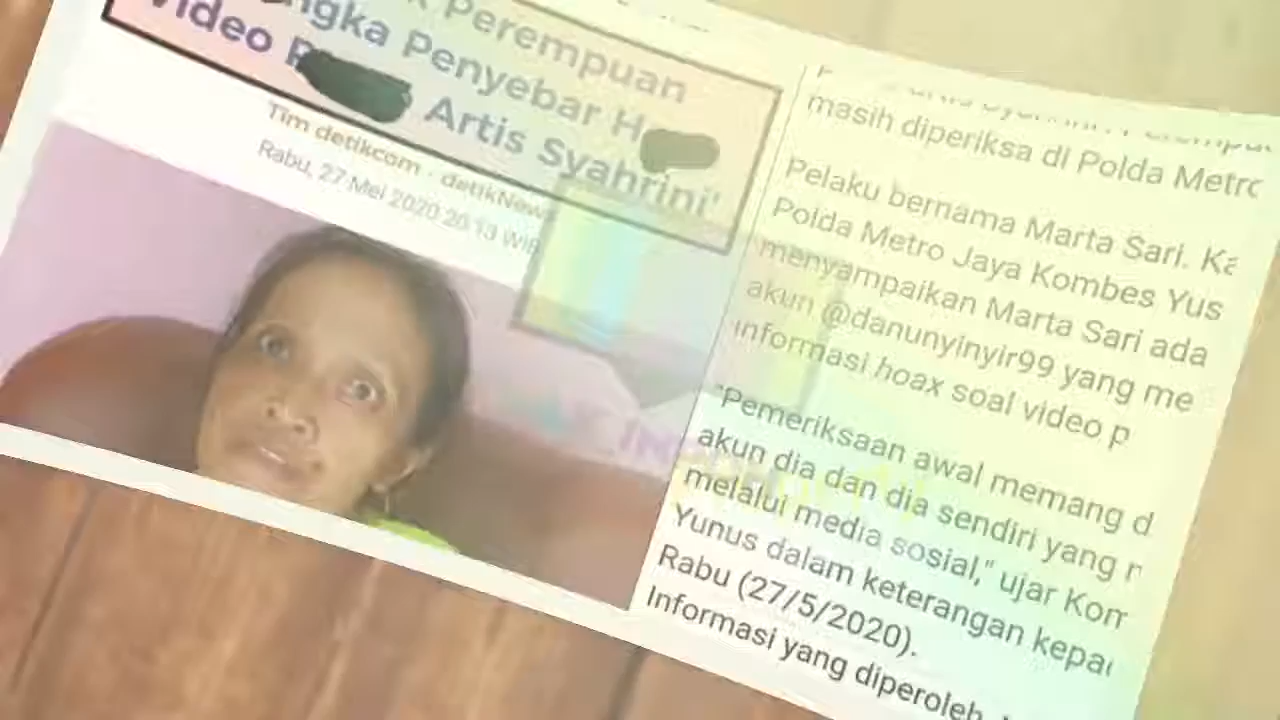 Perempuan
Penyebar H
Video
Artis Syahrini'
Tim detikcom - detikNews
Rabu, 27 Mei 2020 20:13 WIB
masih diperiksa di Polda Metro
Pelaku bernama Marta Sari. Ka
Polda Metro Jaya Kombes Yus
menyampaikan Marta Sari ada
akun @danunyinyir99 yang me
informasi hoax soal video p
"Pemeriksaan awal memang d
akun dia dan dia sendiri yang
melalui media sosial," ujar Kom
Yunus dalam keterangan kepa
Rabu (27/5/2020).
Informasi yang diperoleh